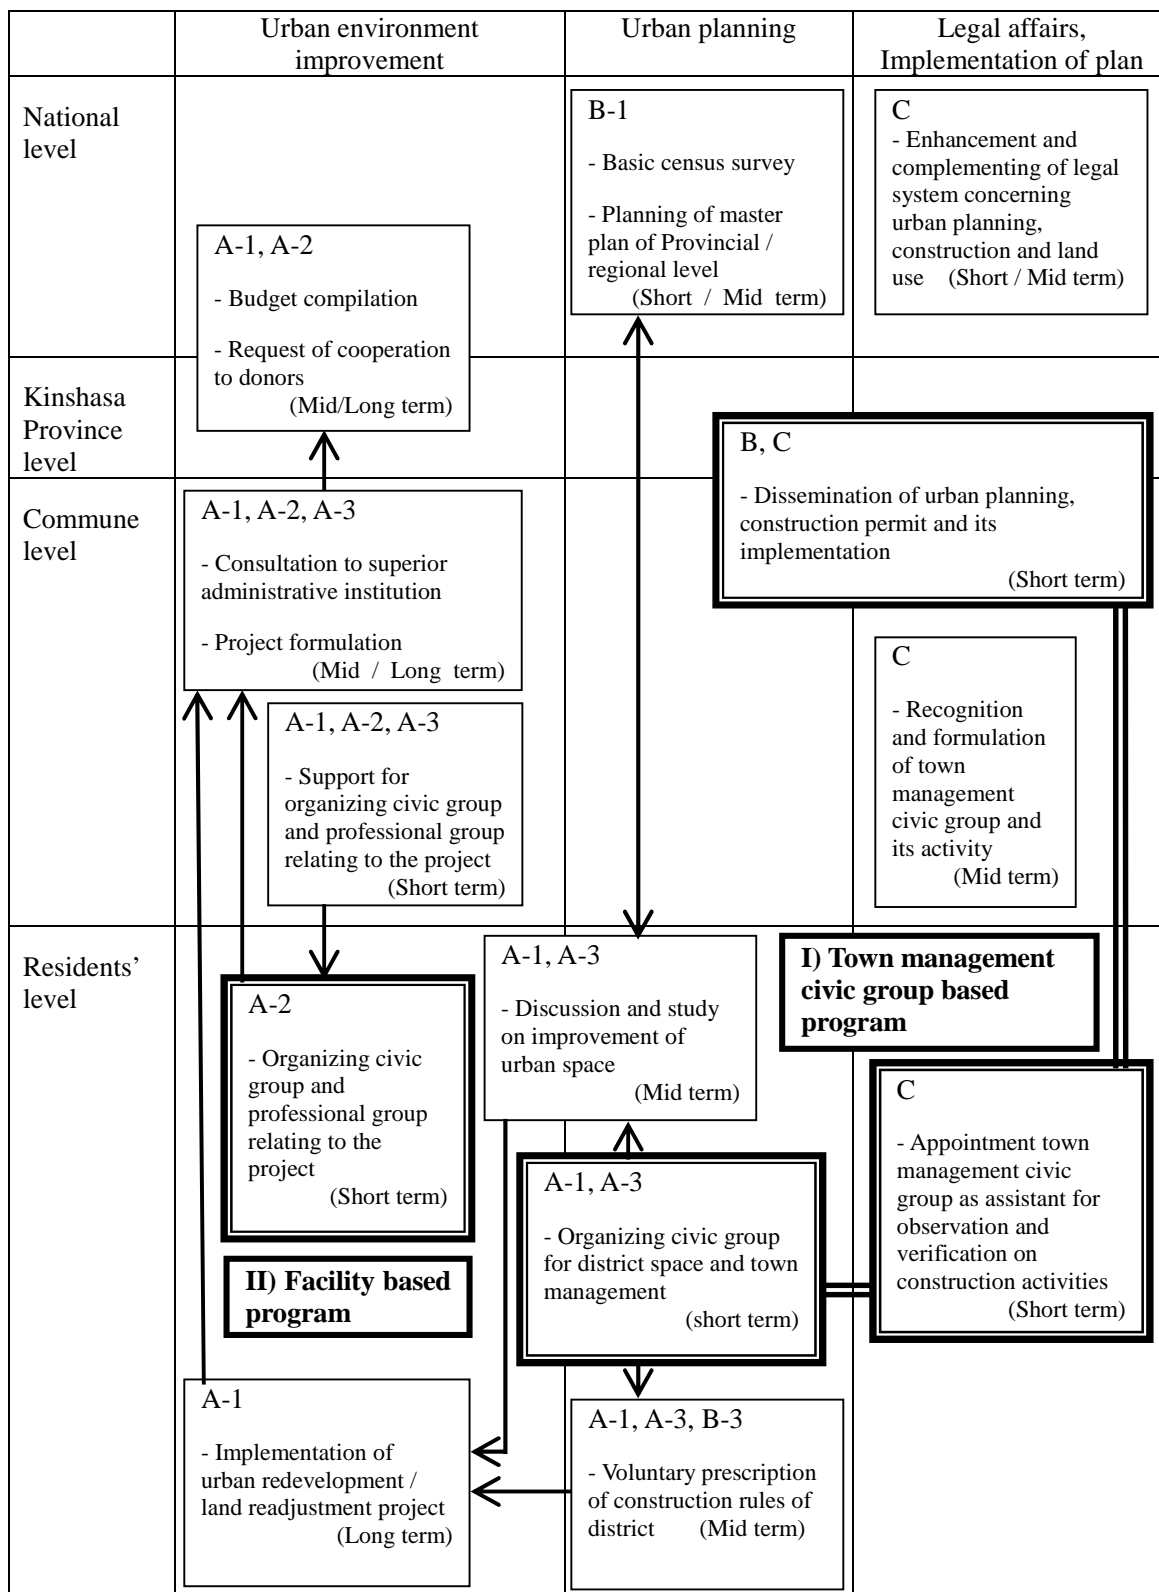 Urban environment
improvement
Urban planning
Legal affairs,
Implementation of plan
National
level
B-1
- Basic census survey
- Planning of master
plan of Provincial /
regional level
(Short / Mid term)
C
- Enhancement and
complementing of legal
system concerning
urban planning,
construction and land
use (Short / Mid term)
A-1, A-2
- Budget compilation
- Request of cooperation
to donors
(Mid/Long term)
Kinshasa
Province
level
B, C
- Dissemination of urban planning,
construction permit and its
implementation
(Short term)
Commune
level
A-1, A-2, A-3
- Consultation to superior
administrative institution
- Project formulation
(Mid / Long term)
C
- Recognition
and formulation
of town
management
civic group and
its activity
(Mid term)
A-1, A-2, A-3
- Support for
organizing civic group
and professional group
relating to the project
(Short term)
Residents’
level
A-1, A-3
- Discussion and study
on improvement of
urban space
(Mid term)
I) Town management
civic group based
program
A-2
- Organizing civic
group and
professional group
relating to the
project
(Short term)
C
- Appointment town
management civic
group as assistant for
observation and
verification on
construction activities
(Short term)
A-1, A-3
- Organizing civic group
for district space and town
management
(short term)
II) Facility based
program
A-1
- Implementation of
urban redevelopment /
land readjustment project
(Long term)
A-1, A-3, B-3
- Voluntary prescription
of construction rules of
district (Mid term)